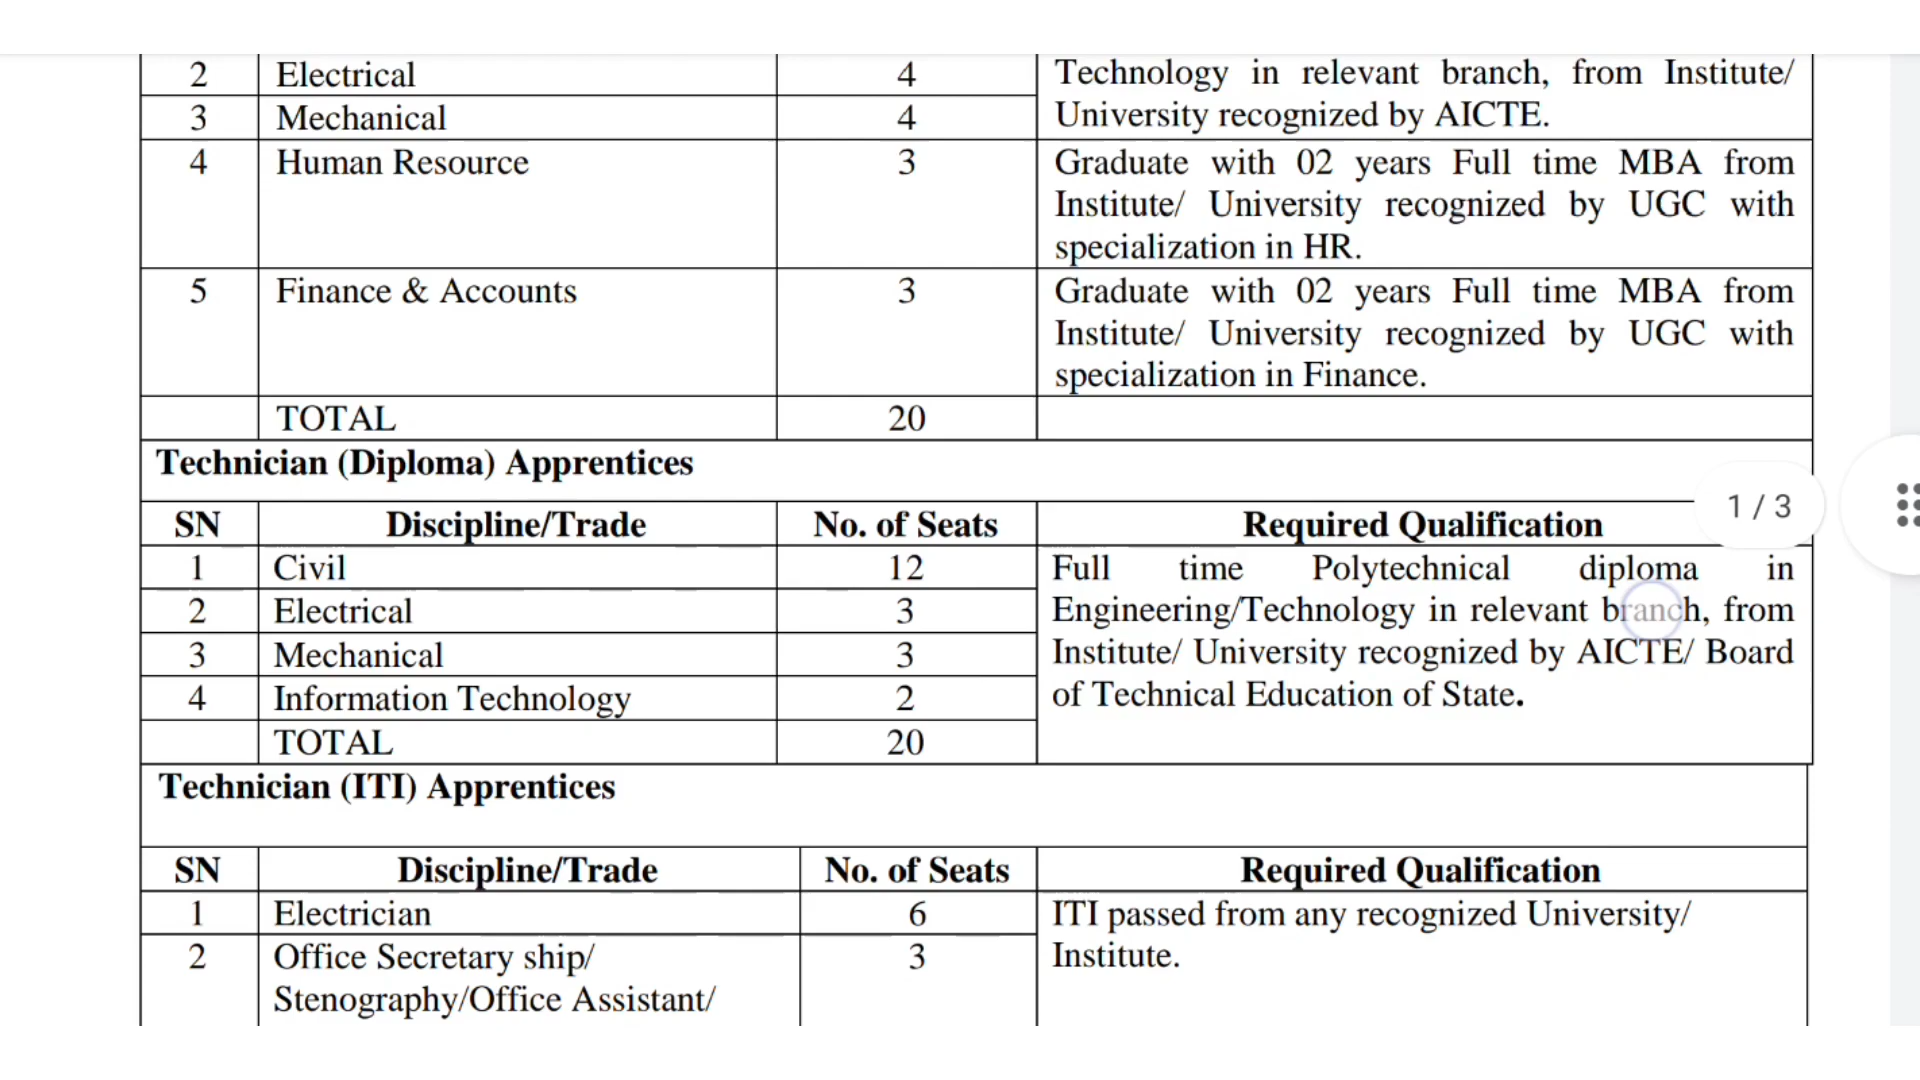 2 Electrical 4 Technology in relevant branch, from Institute/
3 Mechanical 4 University recognized by AICTE.
4 Human Resource 3 Graduate with 02 years Full time MBA from
Institute/ University recognized by UGC with
specialization in HR.
5 Finance & Accounts 3 Graduate with 02 years Full time MBA from
Institute/ University recognized by UGC with
specialization in Finance.
TOTAL 20
Technician (Diploma) Apprentices
1 / 3
SN Discipline/Trade No. of Seats Required Qualification
1 Civil 12 Full time Polytechnical diploma in
2 Electrical 3 Engineering/Technology in relevant branch, from
3 Mechanical 3 Institute/ University recognized by AICTE/ Board
4 Information Technology 2 of Technical Education of State.
TOTAL 20
Technician (ITI) Apprentices
SN Discipline/Trade No. of Seats Required Qualification
1 Electrician 6 ITI passed from any recognized University/
2 Office Secretary ship/ 3 Institute.
Stenography/Office Assistant/